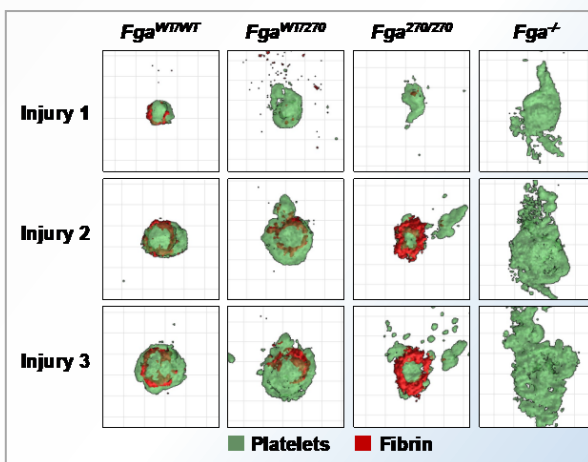 Fga^WT/WT Fga^WT/270 Fga^270/270 Fga^-/-
Injury 1
Injury 2
Injury 3
Platelets Fibrin